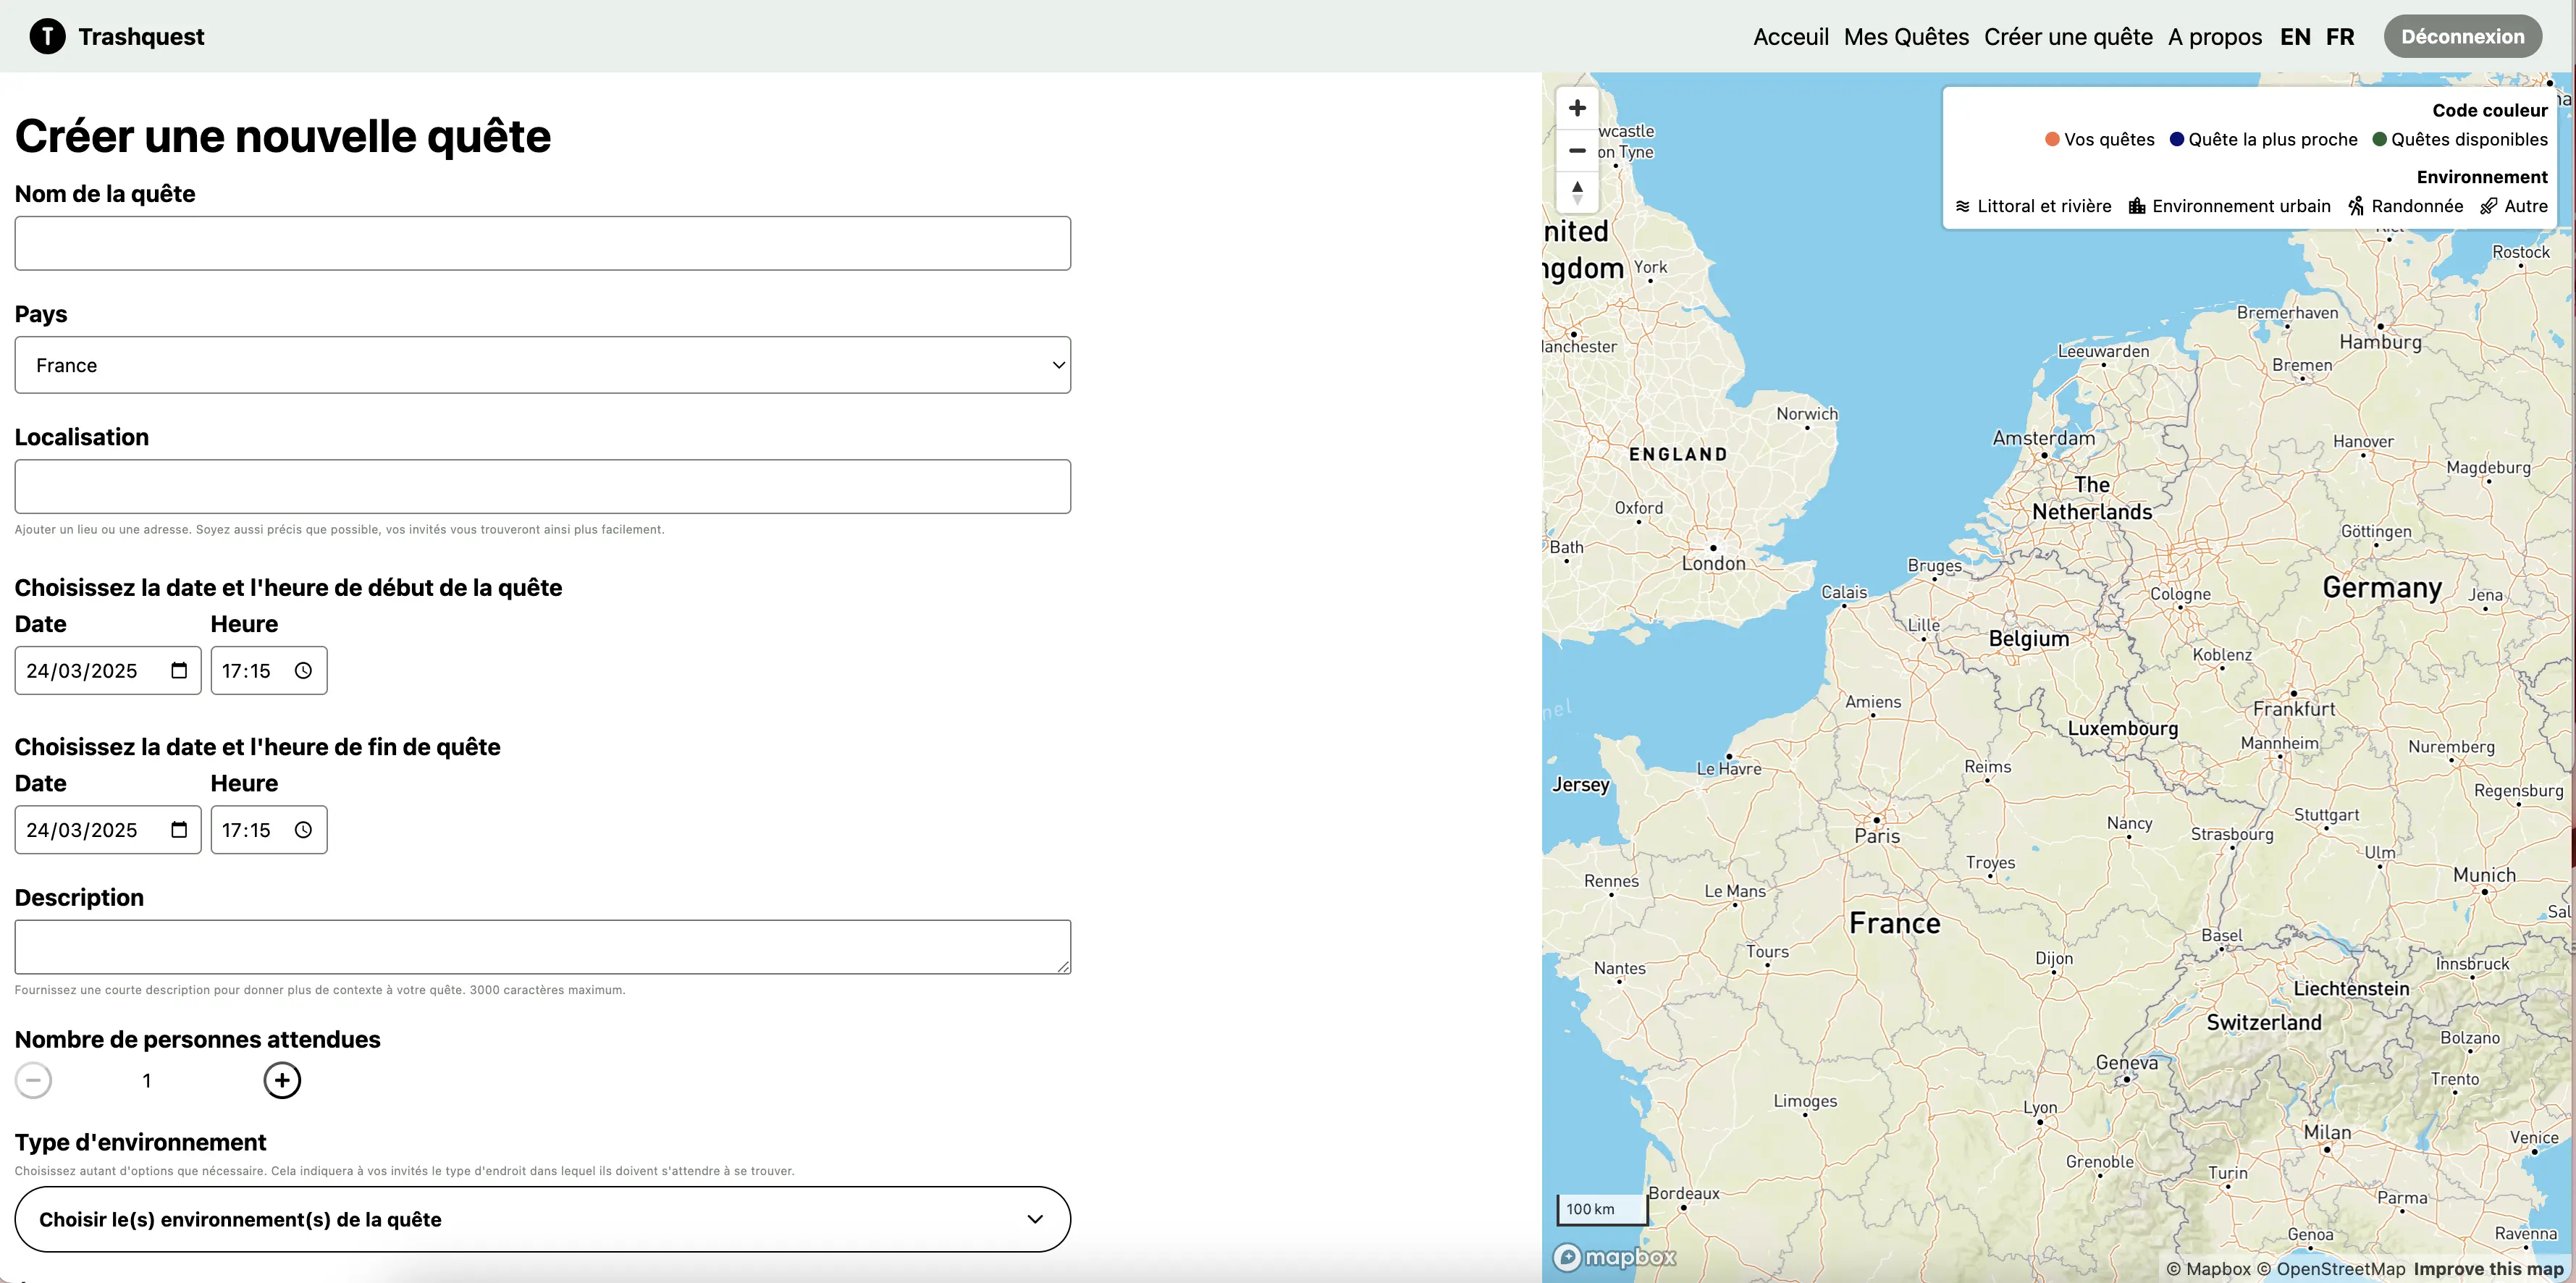 T Trashquest
Acceuil Mes Quêtes Créer une quête A propos EN FR Déconnexion
Créer une nouvelle quête
Nom de la quête
Pays
France
Localisation
Ajouter un lieu ou une adresse. Soyez aussi précis que possible, vos invités vous trouveront ainsi plus facilement.
Choisissez la date et l'heure de début de la quête
Date Heure
24/03/2025 17:15
Choisissez la date et l'heure de fin de quête
Date Heure
24/03/2025 17:15
Description
Fournissez une courte description pour donner plus de contexte à votre quête. 3000 caractères maximum.
Nombre de personnes attendues
1
Type d'environnement
Choisissez autant d'options que nécessaire. Cela indiquera à vos invités le type d'endroit dans lequel ils doivent s'attendre à se trouver.
Choisir le(s) environnement(s) de la quête
Code couleur
Vos quêtes Quête la plus proche Quêtes disponibles
Environnement
Littoral et rivière Environnement urbain Randonnée Autre
wcastle
on Tyne
nited
ngdom
York
Rostock
Bremerhaven
Hamburg
anchester
Leeuwarden
Bremen
Norwich
Amsterdam
Hanover
ENGLAND
Magdeburg
The
Netherlands
Oxford
Göttingen
Bath
London
Bruges
Calais
Cologne
Germany
Jena
Lille
Belgium
Koblenz
Amiens
nel
Frankfurt
Luxembourg
Mannheim
Nuremberg
Le Havre
Reims
Jersey
Regensburg
Stuttgart
Nancy
Strasbourg
Paris
Ulm
Troyes
Munich
Rennes
Le Mans
Sal
France
Basel
Tours
Dijon
Innsbruck
Nantes
Liechtenstein
Switzerland
Bolzano
Geneva
Trento
Limoges
Lyon
Milan
Venice
Grenoble
Turin
Bordeaux
Parma
100 km
Genoa
Ravenna
mapbox
© Mapbox © OpenStreetMap Improve this map